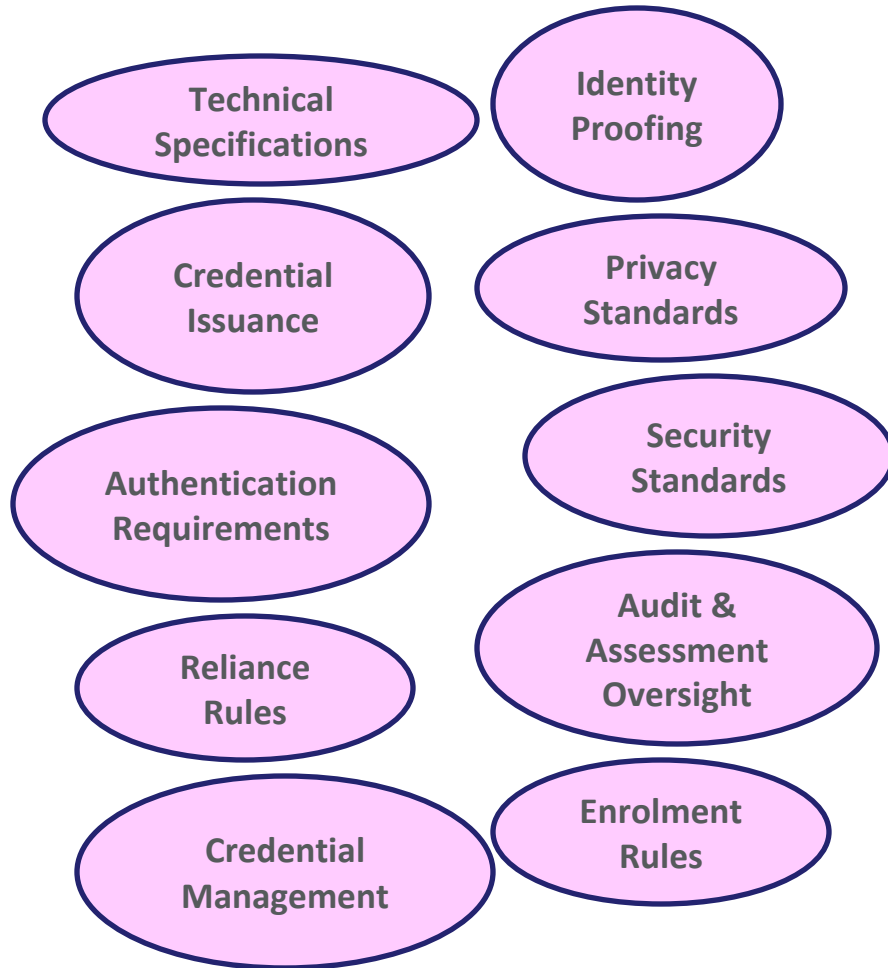 Technical
Specifications
Identity
Proofing
Credential
Issuance
Privacy
Standards
Authentication
Requirements
Security
Standards
Reliance
Rules
Audit &
Assessment
Oversight
Credential
Management
Enrolment
Rules